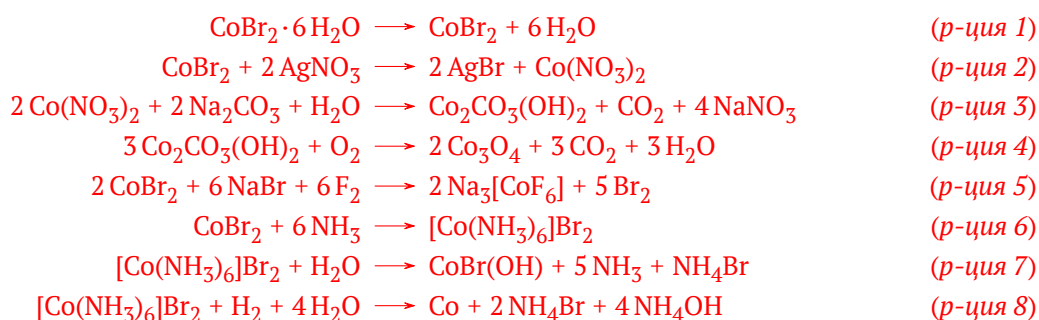 CoBr₂·6 H₂O ⟶ CoBr₂ + 6 H₂O (р-ция 1)
CoBr₂ + 2 AgNO₃ ⟶ 2 AgBr + Co(NO₃)₂ (р-ция 2)
2 Co(NO₃)₂ + 2 Na₂CO₃ + H₂O ⟶ Co₂CO₃(OH)₂ + CO₂ + 4 NaNO₃ (р-ция 3)
3 Co₂CO₃(OH)₂ + O₂ ⟶ 2 Co₃O₄ + 3 CO₂ + 3 H₂O (р-ция 4)
2 CoBr₂ + 6 NaBr + 6 F₂ ⟶ 2 Na₃[CoF₆] + 5 Br₂ (р-ция 5)
CoBr₂ + 6 NH₃ ⟶ [Co(NH₃)₆]Br₂ (р-ция 6)
[Co(NH₃)₆]Br₂ + H₂O ⟶ CoBr(OH) + 5 NH₃ + NH₄Br (р-ция 7)
[Co(NH₃)₆]Br₂ + H₂ + 4 H₂O ⟶ Co + 2 NH₄Br + 4 NH₄OH (р-ция 8)